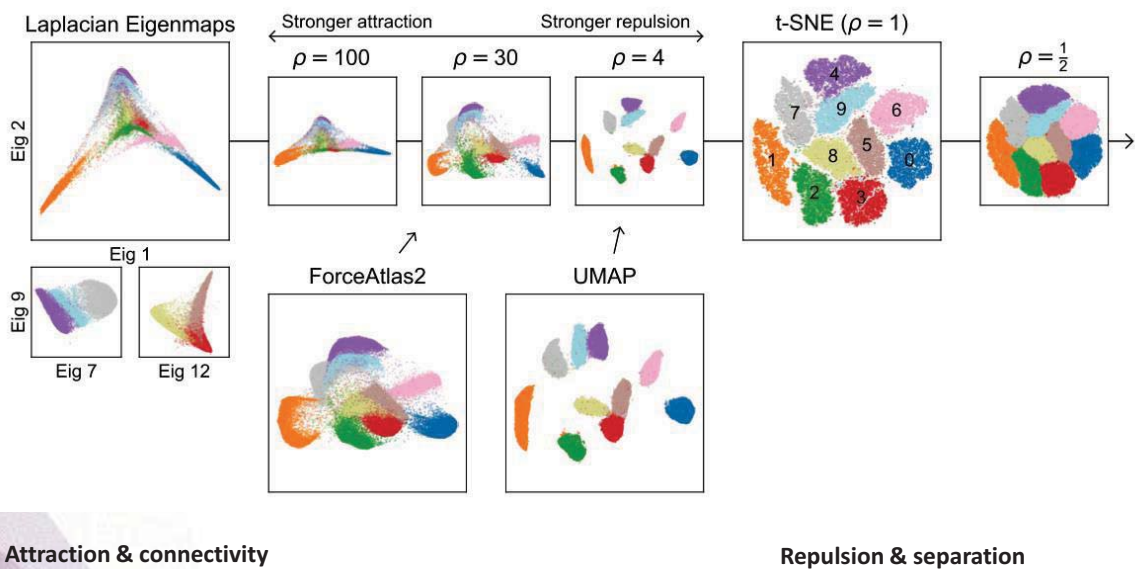 Laplacian Eigenmaps
Stronger attraction
Stronger repulsion
t-SNE (ρ = 1)
ρ = 100
ρ = 30
ρ = 4
ρ = 1/2
Eig 2
Eig 1
4
7
9
6
1
8
5
0
2
3
Eig 9
Eig 7
Eig 12
ForceAtlas2
UMAP
Attraction & connectivity
Repulsion & separation